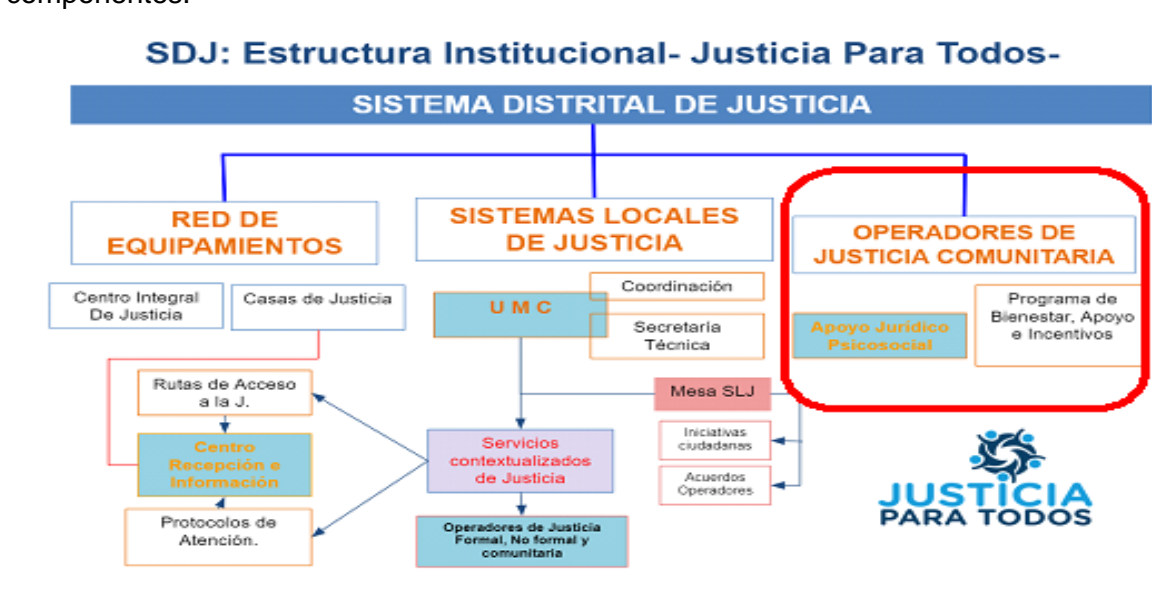 componentes.
SDJ: Estructura Institucional- Justicia Para Todos-
SISTEMA DISTRITAL DE JUSTICIA
RED DE
EQUIPAMIENTOS
SISTEMAS LOCALES
DE JUSTICIA
OPERADORES DE
JUSTICIA COMUNITARIA
Centro Integral
De Justicia
Casas de Justicia
U M C
Coordinación
Secretaría
Técnica
Apoyo Jurídico
Psicosocial
Programa de
Bienestar, Apoyo
e Incentivos
Rutas de Acceso
a la J.
Centro
Recepción e
Información
Protocolos de
Atención.
Servicios
contextualizados
de Justicia
Operadores de Justicia
Formal, No formal y
comunitaria
Mesa SLJ
Iniciativas
ciudadanas
Acuerdos
Operadores
JUSTICIA
PARA TODOS